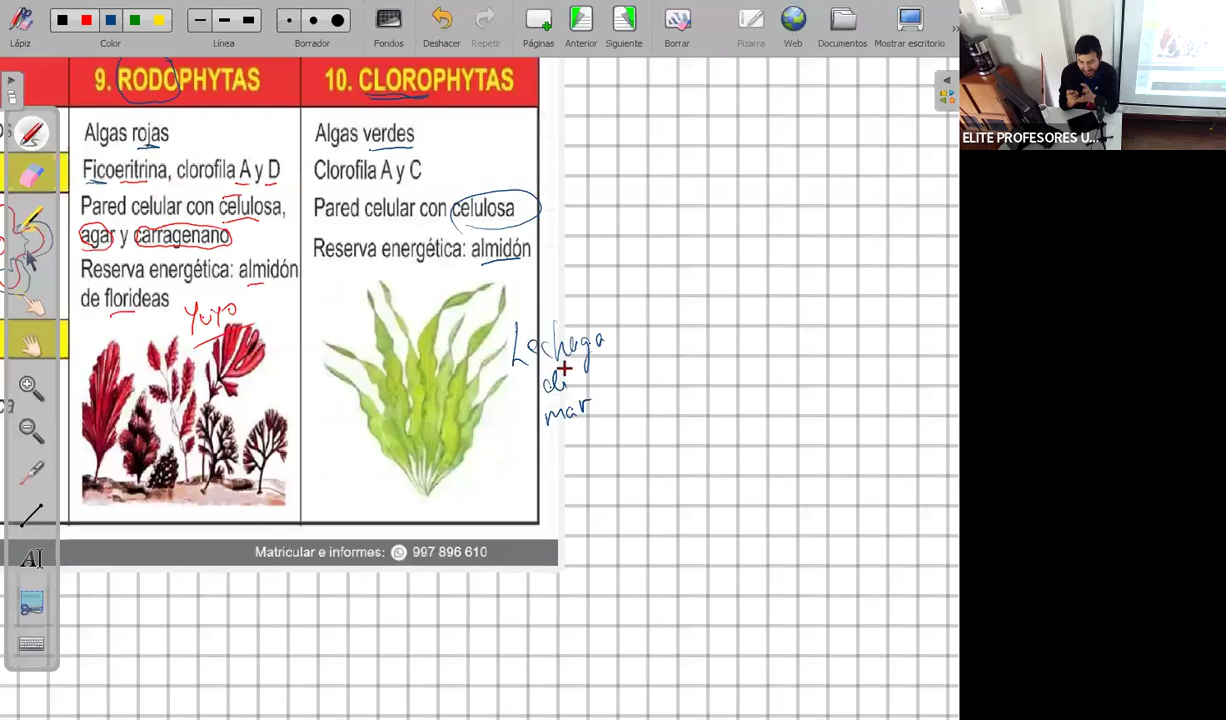 Lápiz
Color
Línea
Borrador
Fondos
Deshacer
Repetir
Páginas
Anterior
Siguiente
Borrar
Pizarra
Web
Documentos
Mostrar escritorio
9. RODOPHYTAS
Algas rojas
Ficoeritrina, clorofila A y D
Pared celular con celulosa,
agar y carragenano
Reserva energética: almidón
de florideas
Yuyo
10. CLOROPHYTAS
Algas verdes
Clorofila A y C
Pared celular con celulosa
Reserva energética: almidón
Lechuga
de
mar
Matricular e informes: 997 896 610
ELITE PROFESORES U...